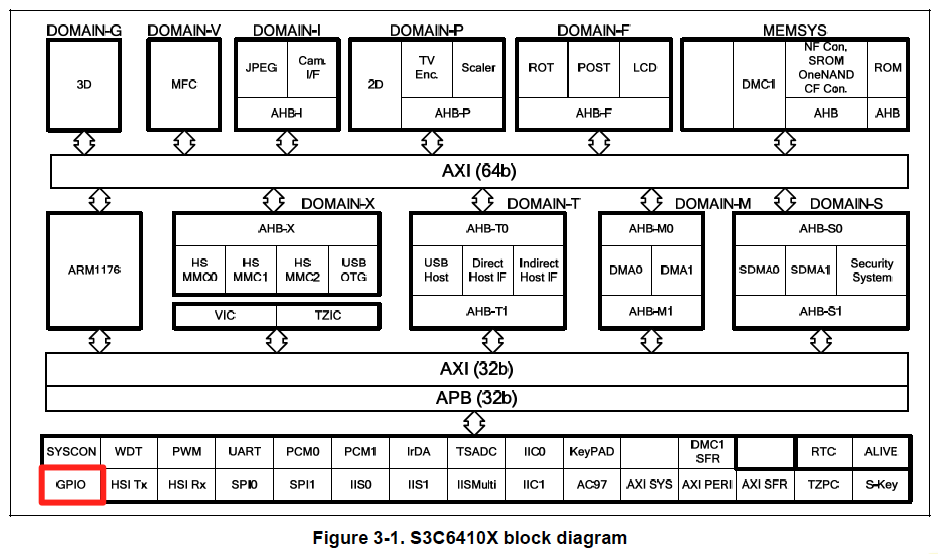 DOMAIN-G DOMAIN-V DOMAIN-I DOMAIN-P DOMAIN-F MEMSYS
3D
MFC
JPEG
Cam.
I/F
AHB-I
2D
TV
Enc.
Scaler
AHB-P
ROT
POST
LCD
AHB-F
DMC1
NF Con,
SROM
OneNAND
CF Con.
AHB
ROM
AHB
AXI (64b)
DOMAIN-X DOMAIN-T DOMAIN-M DOMAIN-S
ARM1176
AHB-X
HS
MMC0
HS
MMC1
HS
MMC2
USB
OTG
VIC
TZIC
AHB-T0
USB
Host
Direct
Host IF
Indirect
Host IF
AHB-T1
AHB-M0
DMA0
DMA1
AHB-M1
AHB-S0
SDMA0
SDMA1
Security
System
AHB-S1
AXI (32b)
APB (32b)
SYSCON WDT PWM UART PCM0 PCM1 IrDA TSADC IIC0 KeyPAD DMC1 SFR RTC ALIVE
GPIO HSI Tx HSI Rx SPI0 SPI1 IIS0 IIS1 IISMulti IIC1 AC97 AXI SYS AXI PERI AXI SFR TZPC S-Key
Figure 3-1. S3C6410X block diagram